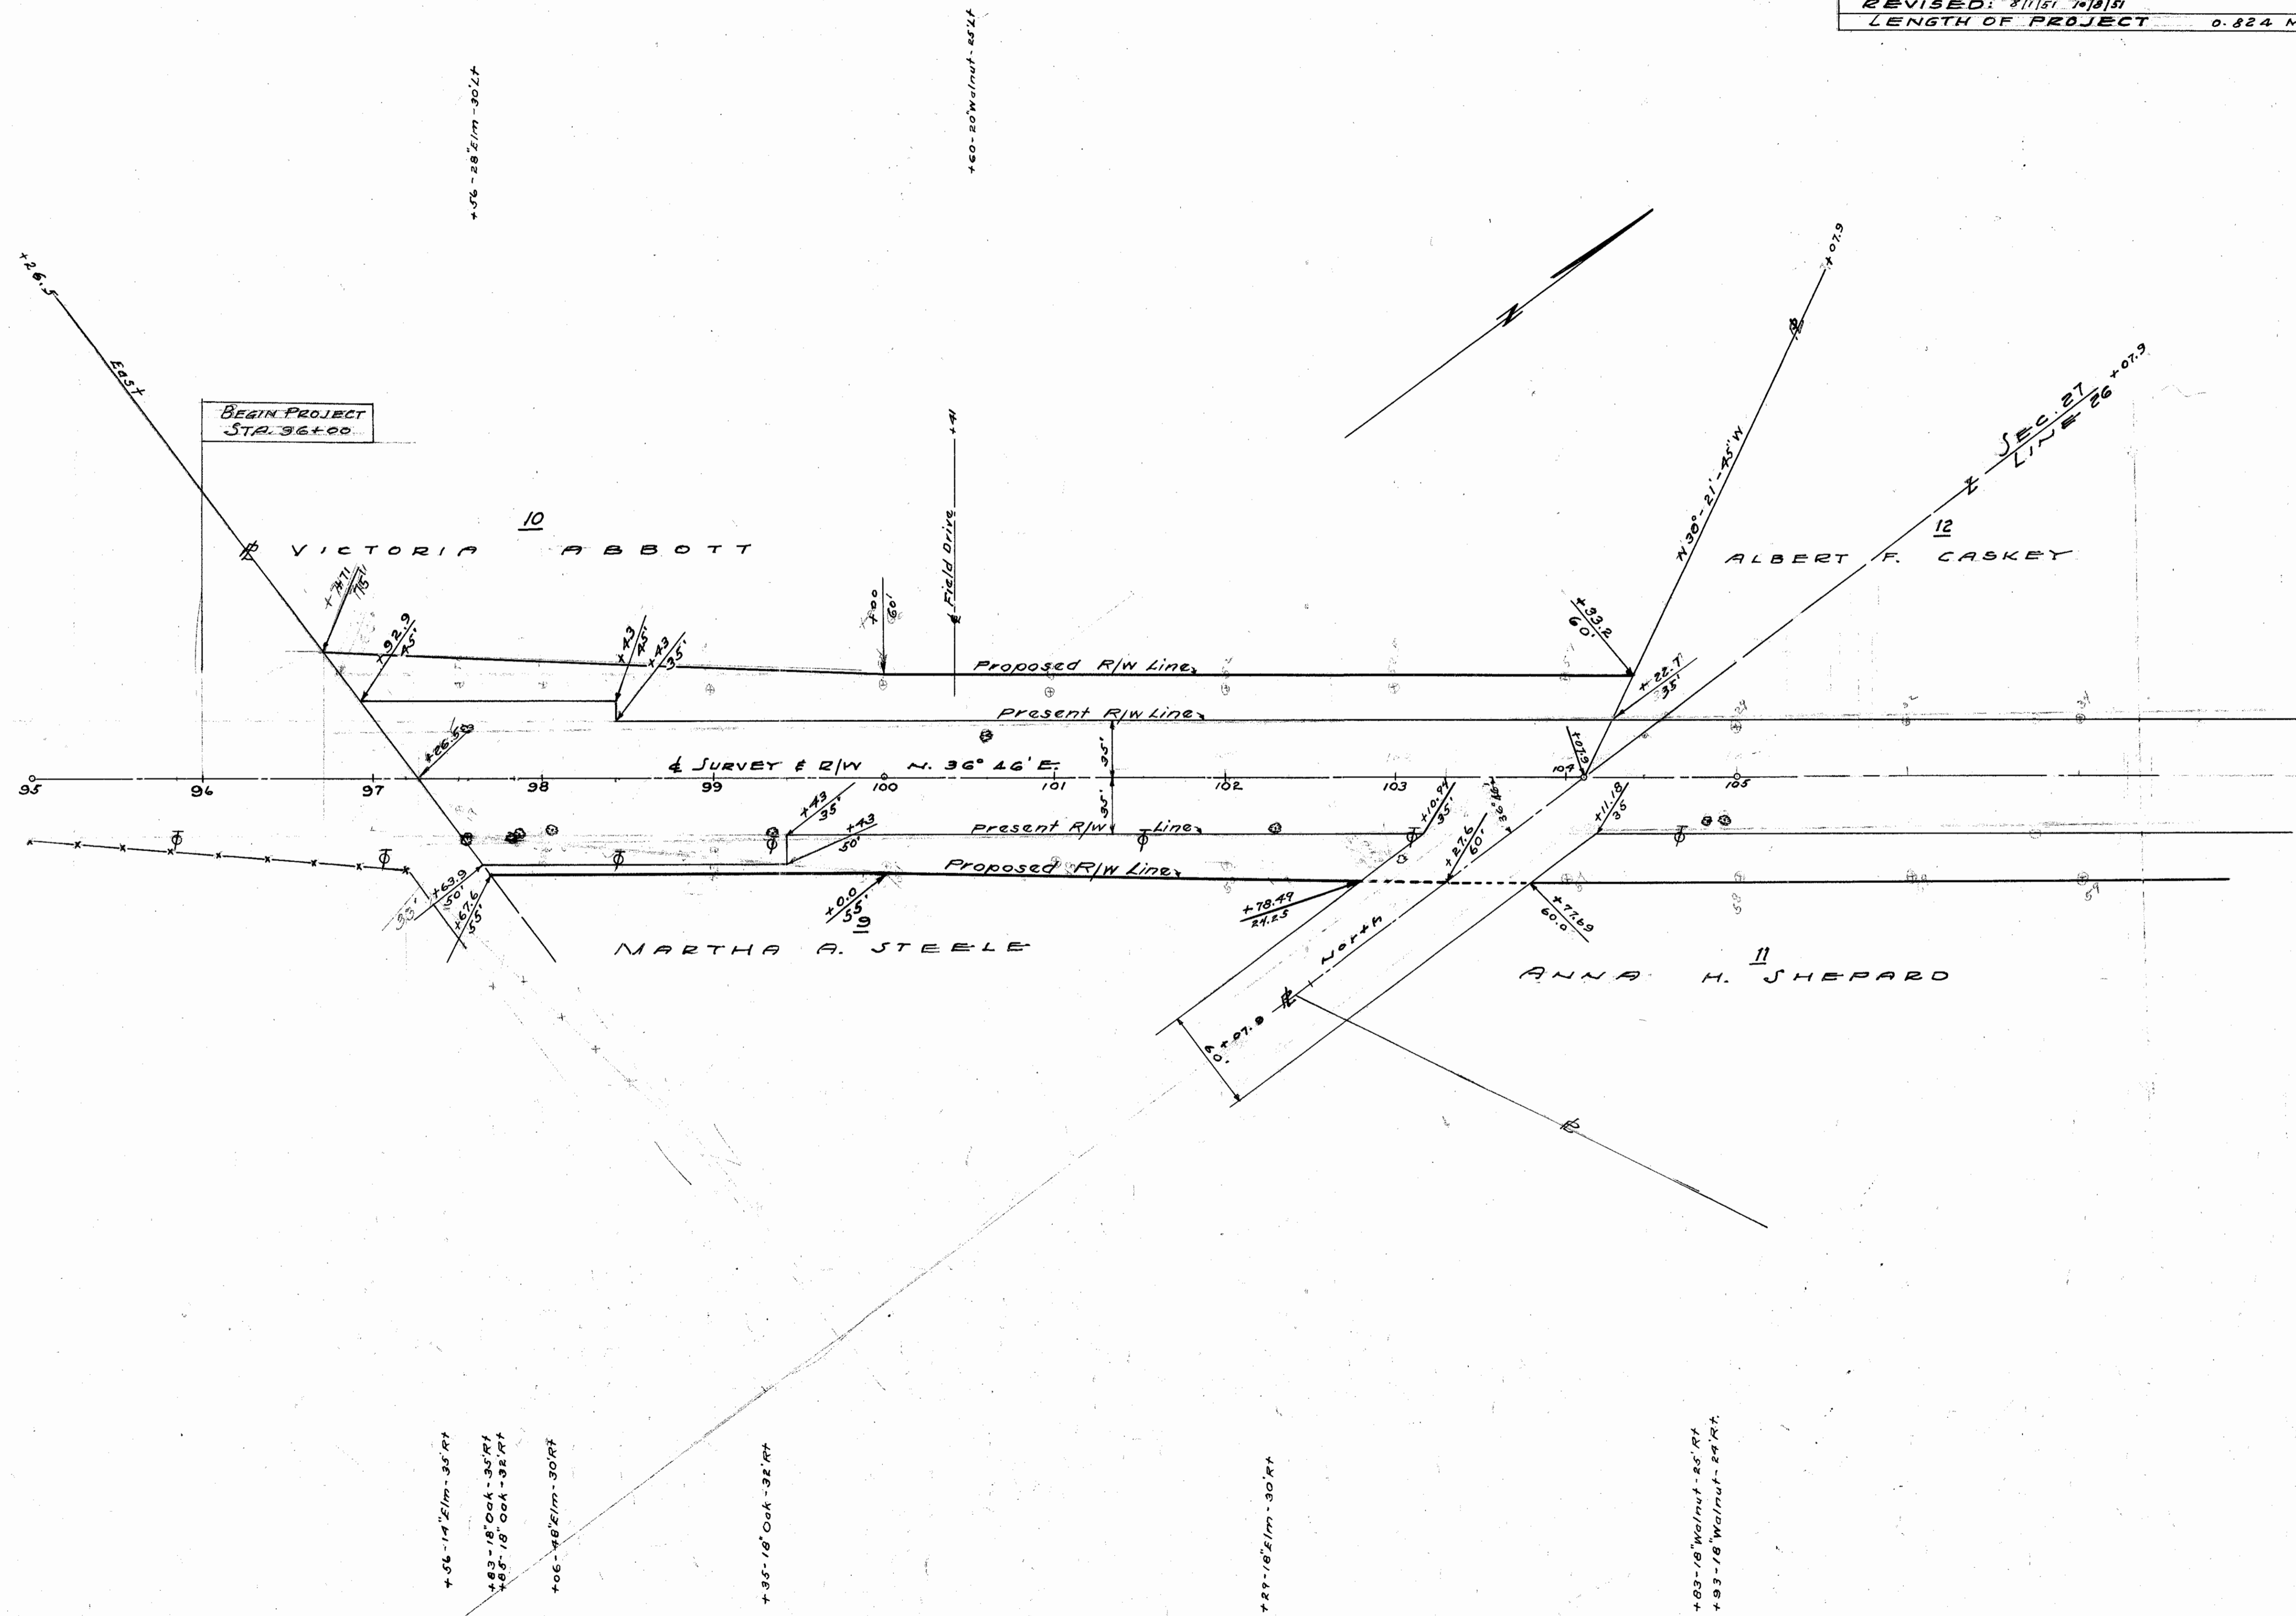 REVISED: 8/1/51 10/8/51
LENGTH OF PROJECT 0.824 M
+56-28"Elm-30'Lt
+60-20"Walnut-25'Lt
+26.5
East
BEGIN PROJECT
STA. 96+00
+07.9
N 30°-21'-45" W
SEC. 27
LINE 26
+07.9
10
VICTORIA ABBOTT
℄ Field Drive +41
12
ALBERT F. CASKEY
75'
+92.9
45'
+43
45'
+43
35'
+00
60'
+33.2
60'
+22.7
35'
Proposed R/W Line
Present R/W Line
+26.5
35'
℄ SURVEY & R/W N. 36° 46' E.
+07.9
95
96
97
98
99
100
101
102
103
104
105
35'
+43
35'
+43
50'
Present R/W Line
+10.94
35'
36°46'
+27.6
60'
+11.18
35
Proposed R/W Line
+63.9
50'
33'
+67.6
55'
+0.0
55'
9
MARTHA A. STEELE
+78.49
24.25
+77.69
60.0
North
11
ANNA H. SHEPARD
0+07.9
+56-14"Elm-35'Rt
+83-18"Oak-35'Rt
+85-18"Oak-32'Rt
+06-48"Elm-30'Rt
+35-18"Oak-32'Rt
+29-18"Elm-30'Rt
+83-18"Walnut-25'Rt
+93-18"Walnut-24'Rt.